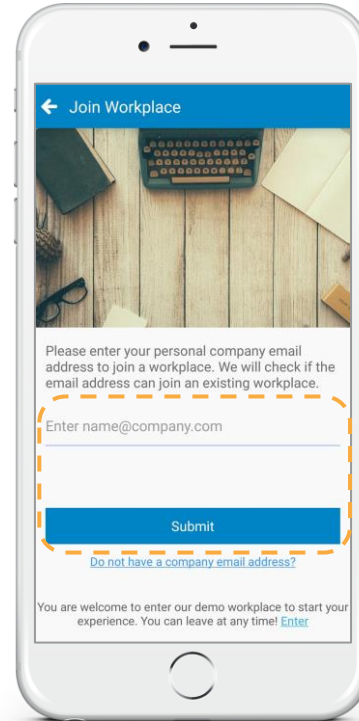 Join Workplace
Please enter your personal company email
address to join a workplace. We will check if the
email address can join an existing workplace.
Enter name@company.com
Submit
Do not have a company email address?
You are welcome to enter our demo workplace to start your
experience. You can leave at any time! Enter